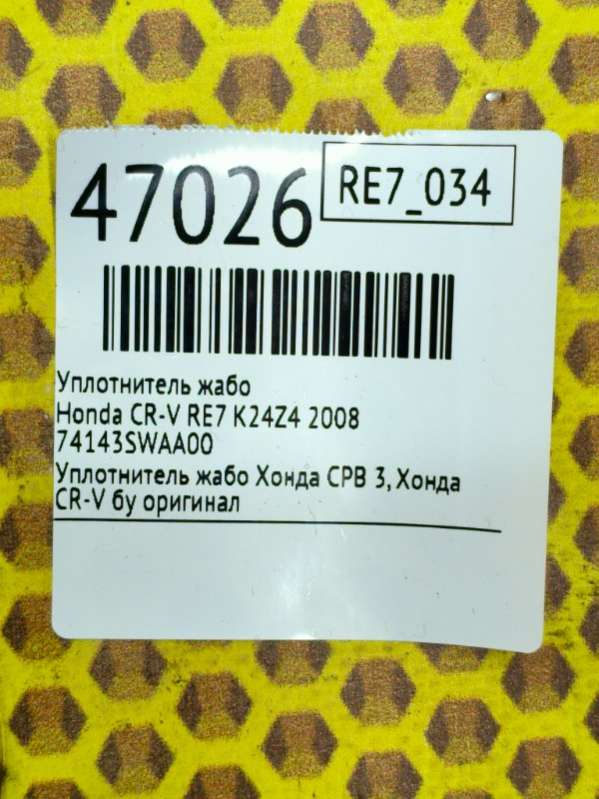 47026
RE7_034
Уплотнитель жабо
Honda CR-V RE7 K24Z4 2008
74143SWAA00
Уплотнитель жабо Хонда СРВ 3, Хонда
CR-V бу оригинал